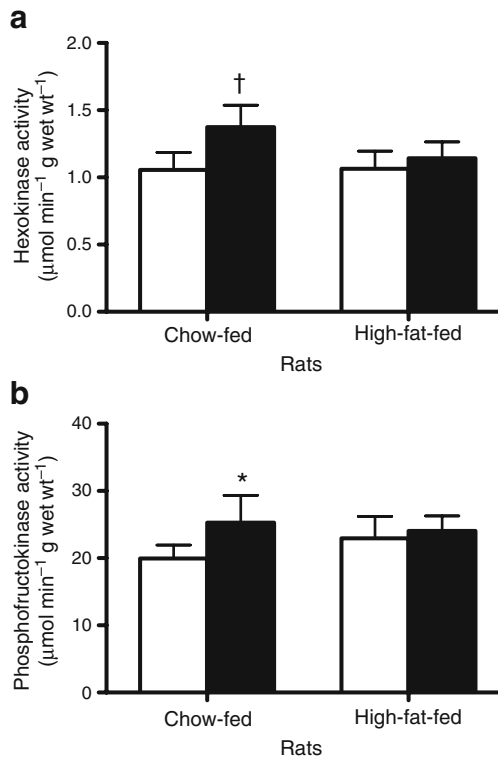 a
Hexokinase activity
(µmol min⁻¹ g wet wt⁻¹)
2.0
1.5
1.0
0.5
0.0
†
Chow-fed
High-fat-fed
Rats
b
Phosphofructokinase activity
(µmol min⁻¹ g wet wt⁻¹)
40
30
20
10
0
*
Chow-fed
High-fat-fed
Rats